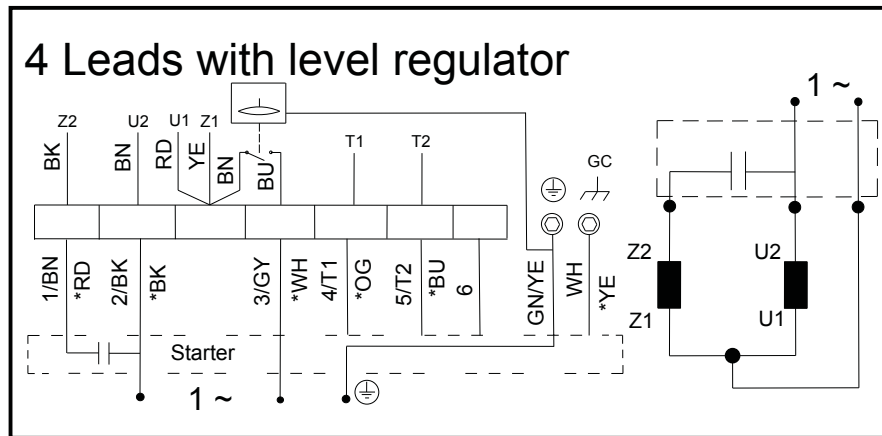 4 Leads with level regulator
1 ~
Z2
U2
U1
Z1
T1
T2
GC
BK
BN
RD
YE
BN
BU
1/BN
*RD
2/BK
*BK
3/GY
*WH
4/T1
*OG
5/T2
*BU
6
GN/YE
WH
*YE
Starter
1 ~
Z2
U2
Z1
U1